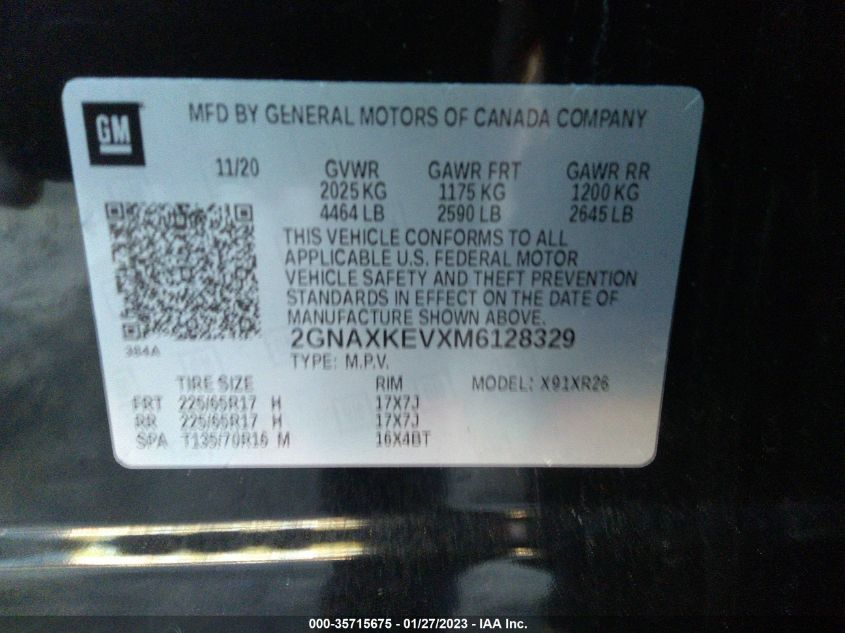 GM
MFD BY GENERAL MOTORS OF CANADA COMPANY
11/20 GVWR GAWR FRT GAWR RR
2025 KG 1175 KG 1200 KG
4464 LB 2590 LB 2645 LB
THIS VEHICLE CONFORMS TO ALL
APPLICABLE U.S. FEDERAL MOTOR
VEHICLE SAFETY AND THEFT PREVENTION
STANDARDS IN EFFECT ON THE DATE OF
MANUFACTURE SHOWN ABOVE.
384A
2GNAXKEVXM6128329
TYPE: M.P.V.
TIRE SIZE RIM MODEL: X91XR26
FRT 225/65R17 H 17X7J
RR 225/65R17 H 17X7J
SPA T135/70R16 M 16X4BT
000-35715675 - 01/27/2023 - IAA Inc.